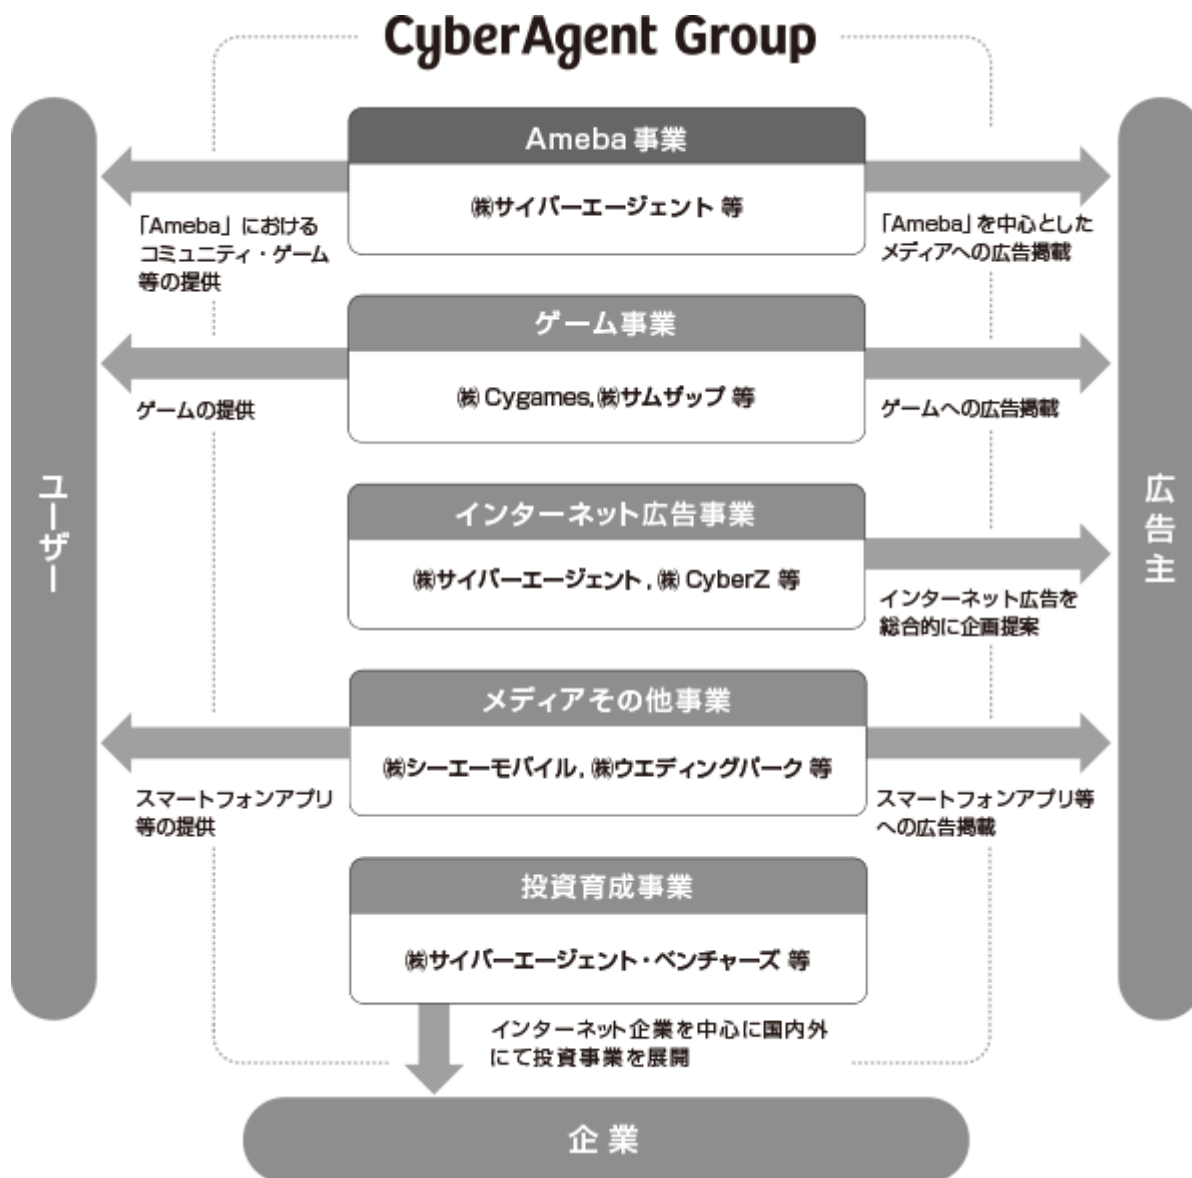 CyberAgent Group
Ameba 事業
㈱サイバーエージェント 等
「Ameba」における
コミュニティ・ゲーム
等の提供
「Ameba」を中心とした
メディアへの広告掲載
ゲーム事業
㈱ Cygames, ㈱サムザップ 等
ゲームの提供
ゲームへの広告掲載
ユーザー
広告主
インターネット広告事業
㈱サイバーエージェント , ㈱ CyberZ 等
インターネット広告を
総合的に企画提案
メディアその他事業
㈱シーエーモバイル, ㈱ウエディングパーク 等
スマートフォンアプリ
等の提供
スマートフォンアプリ等
への広告掲載
投資育成事業
㈱サイバーエージェント・ベンチャーズ 等
インターネット企業を中心に国内外
にて投資事業を展開
企業